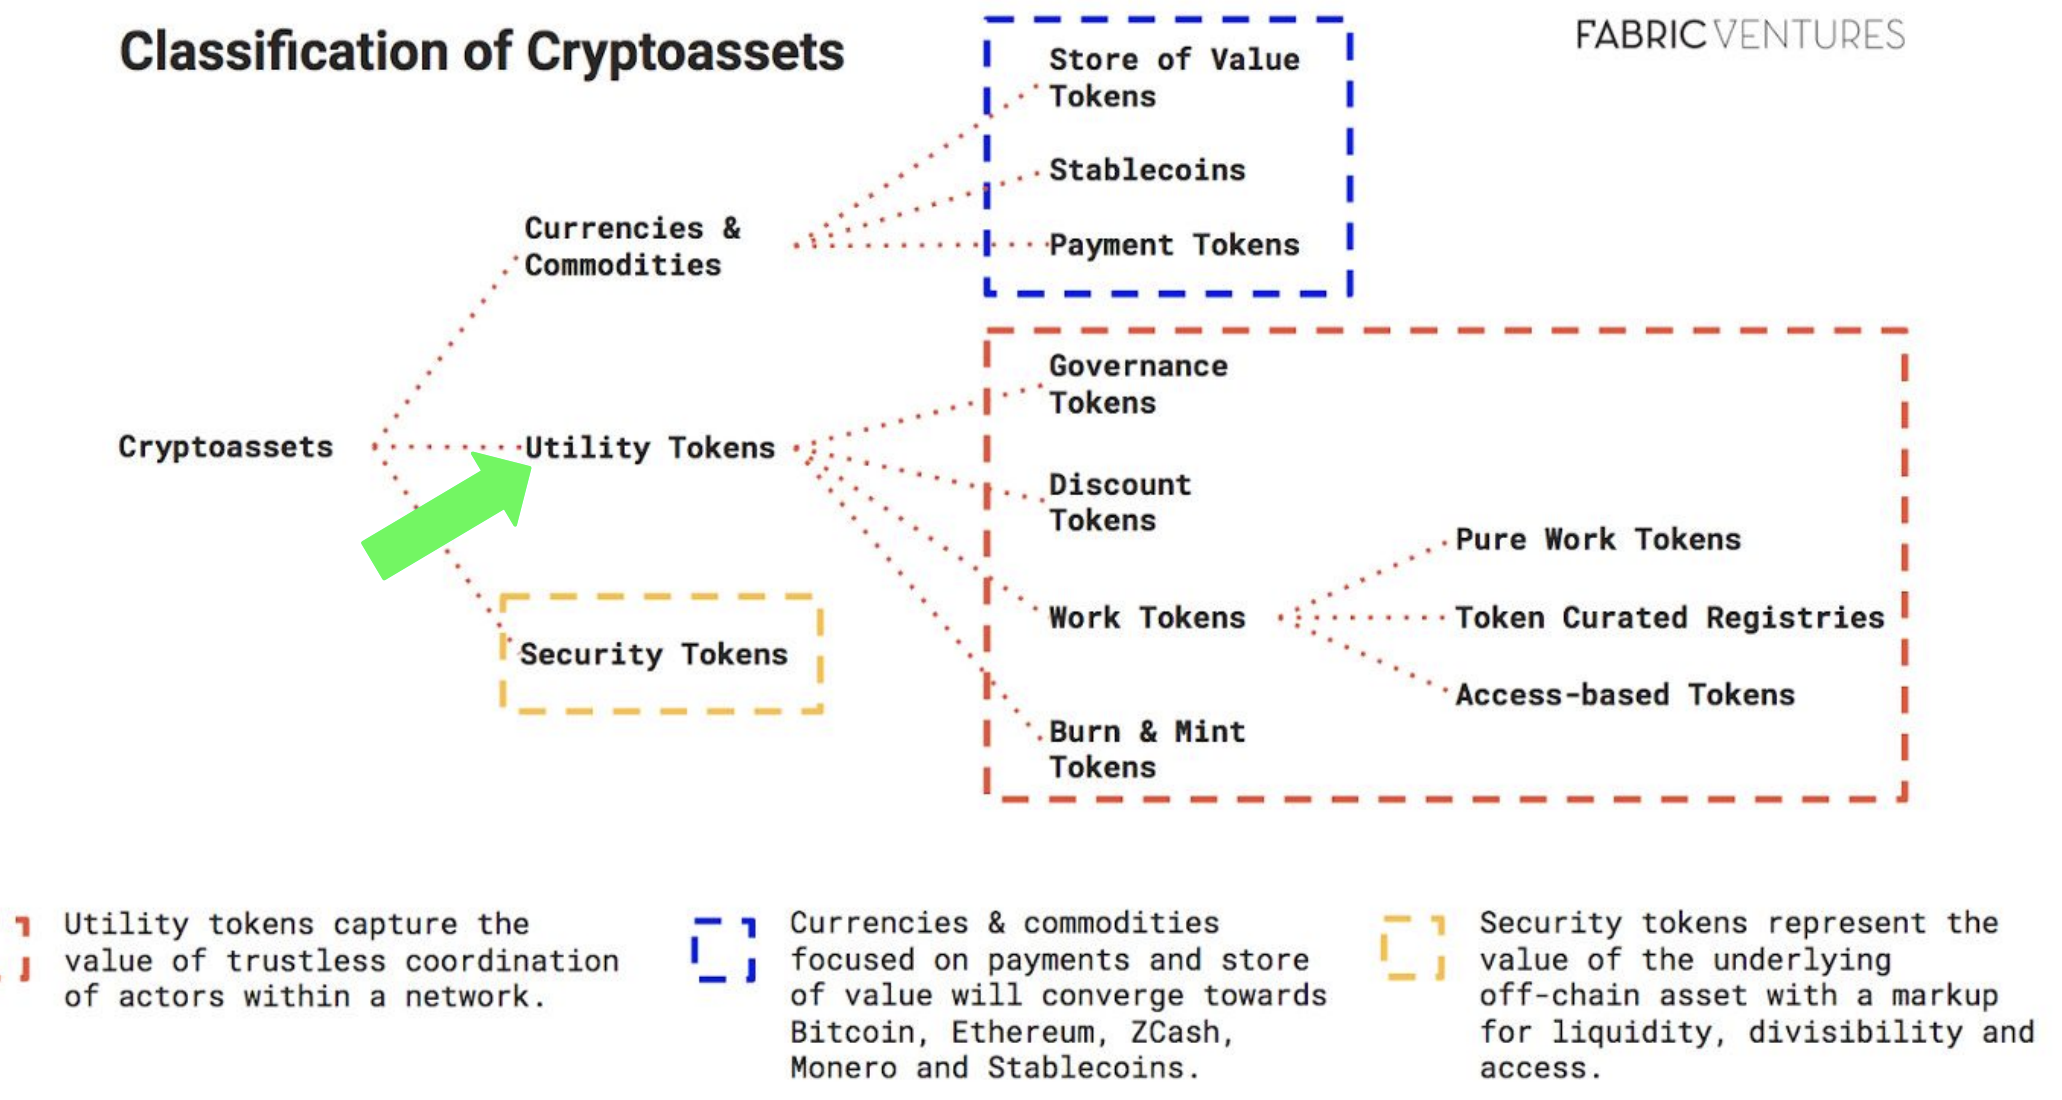 Classification of Cryptoassets
FABRIC VENTURES
Store of Value
Tokens
Stablecoins
Payment Tokens
Currencies &
Commodities
Governance
Tokens
Cryptoassets
Utility Tokens
Discount
Tokens
Pure Work Tokens
Work Tokens
Token Curated Registries
Access-based Tokens
Security Tokens
Burn & Mint
Tokens
Utility tokens capture the
value of trustless coordination
of actors within a network.
Currencies & commodities
focused on payments and store
of value will converge towards
Bitcoin, Ethereum, ZCash,
Monero and Stablecoins.
Security tokens represent the
value of the underlying
off-chain asset with a markup
for liquidity, divisibility and
access.